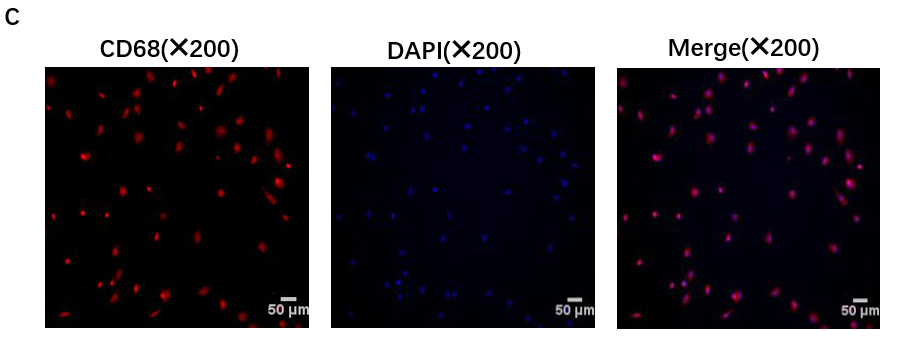 C
CD68(×200)
DAPI(×200)
Merge(×200)
50 μm
50 μm
50 μm